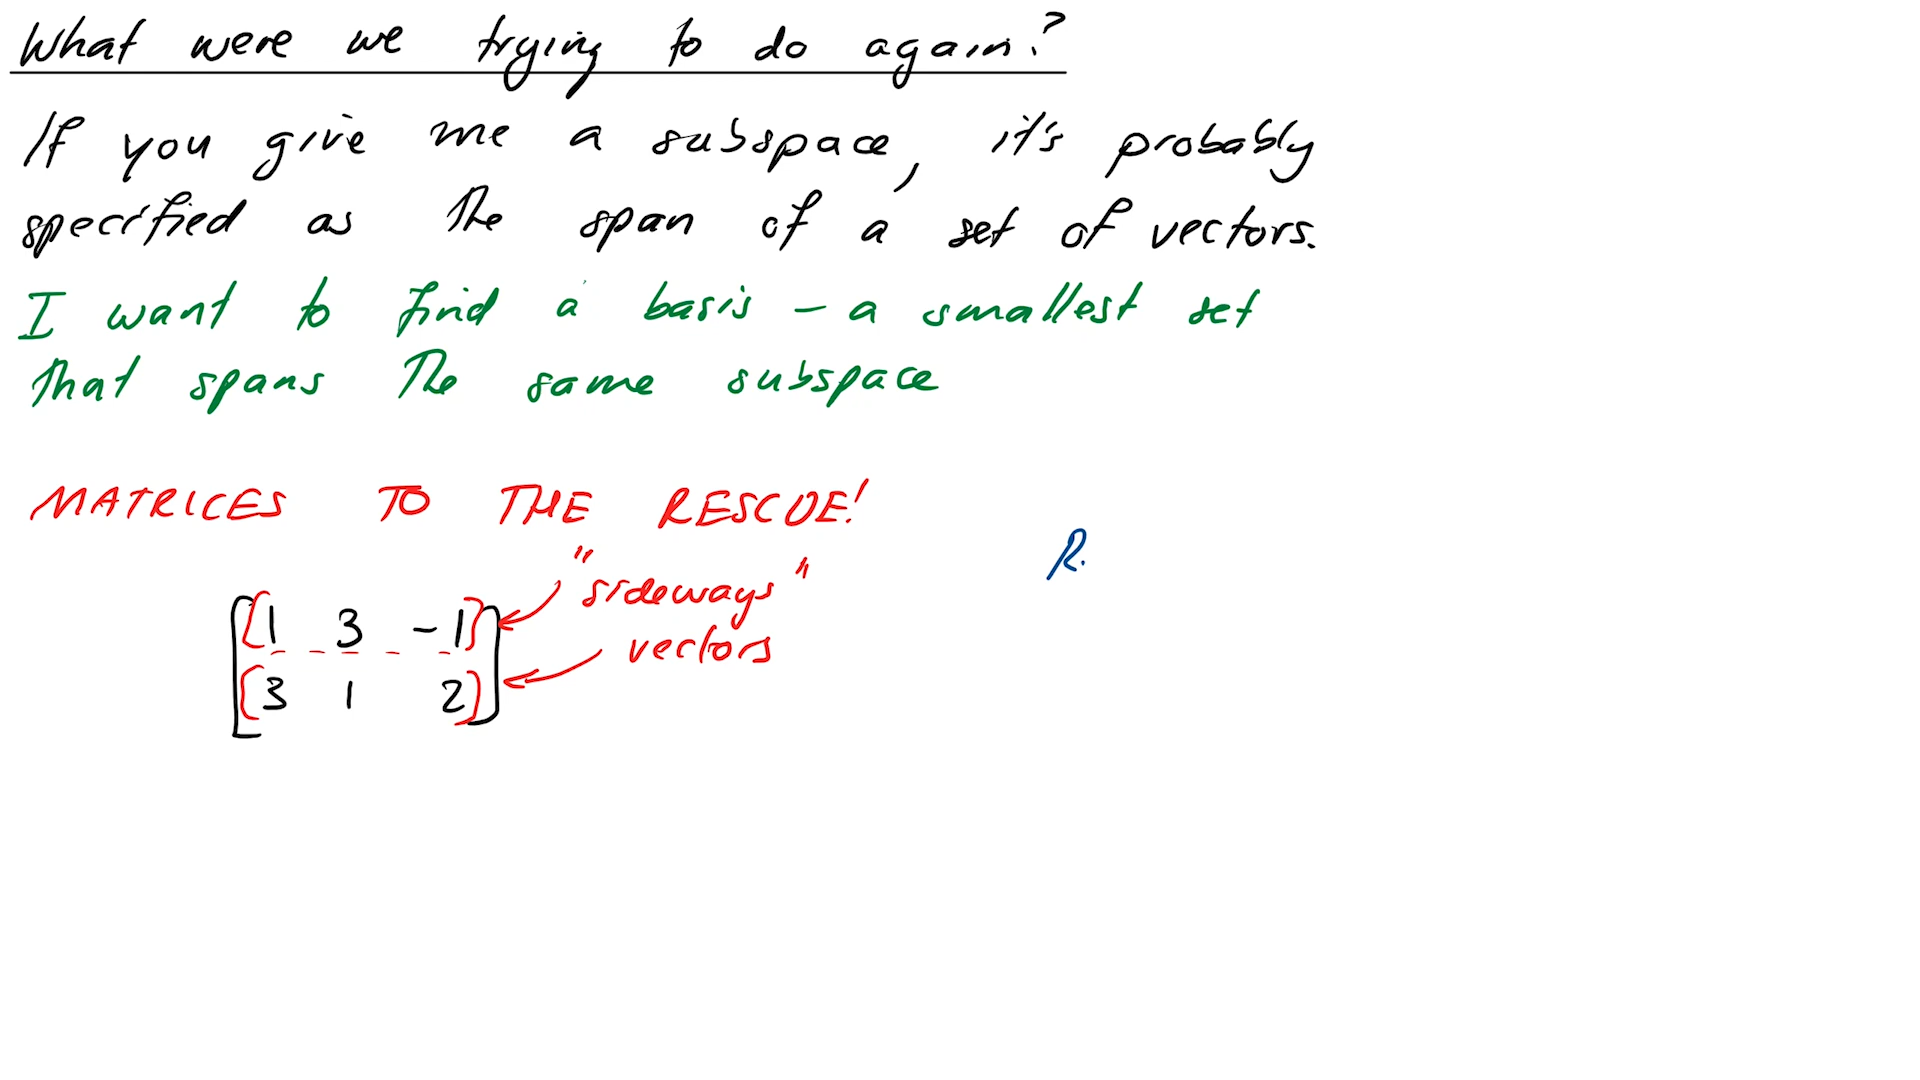 What were we trying to do again?
If you give me a subspace, it's probably
specified as the span of a set of vectors.
I want to find a basis – a smallest set
that spans the same subspace
MATRICES TO THE RESCUE!
R.
"sideways"
vectors
1 3 -1
3 1 2